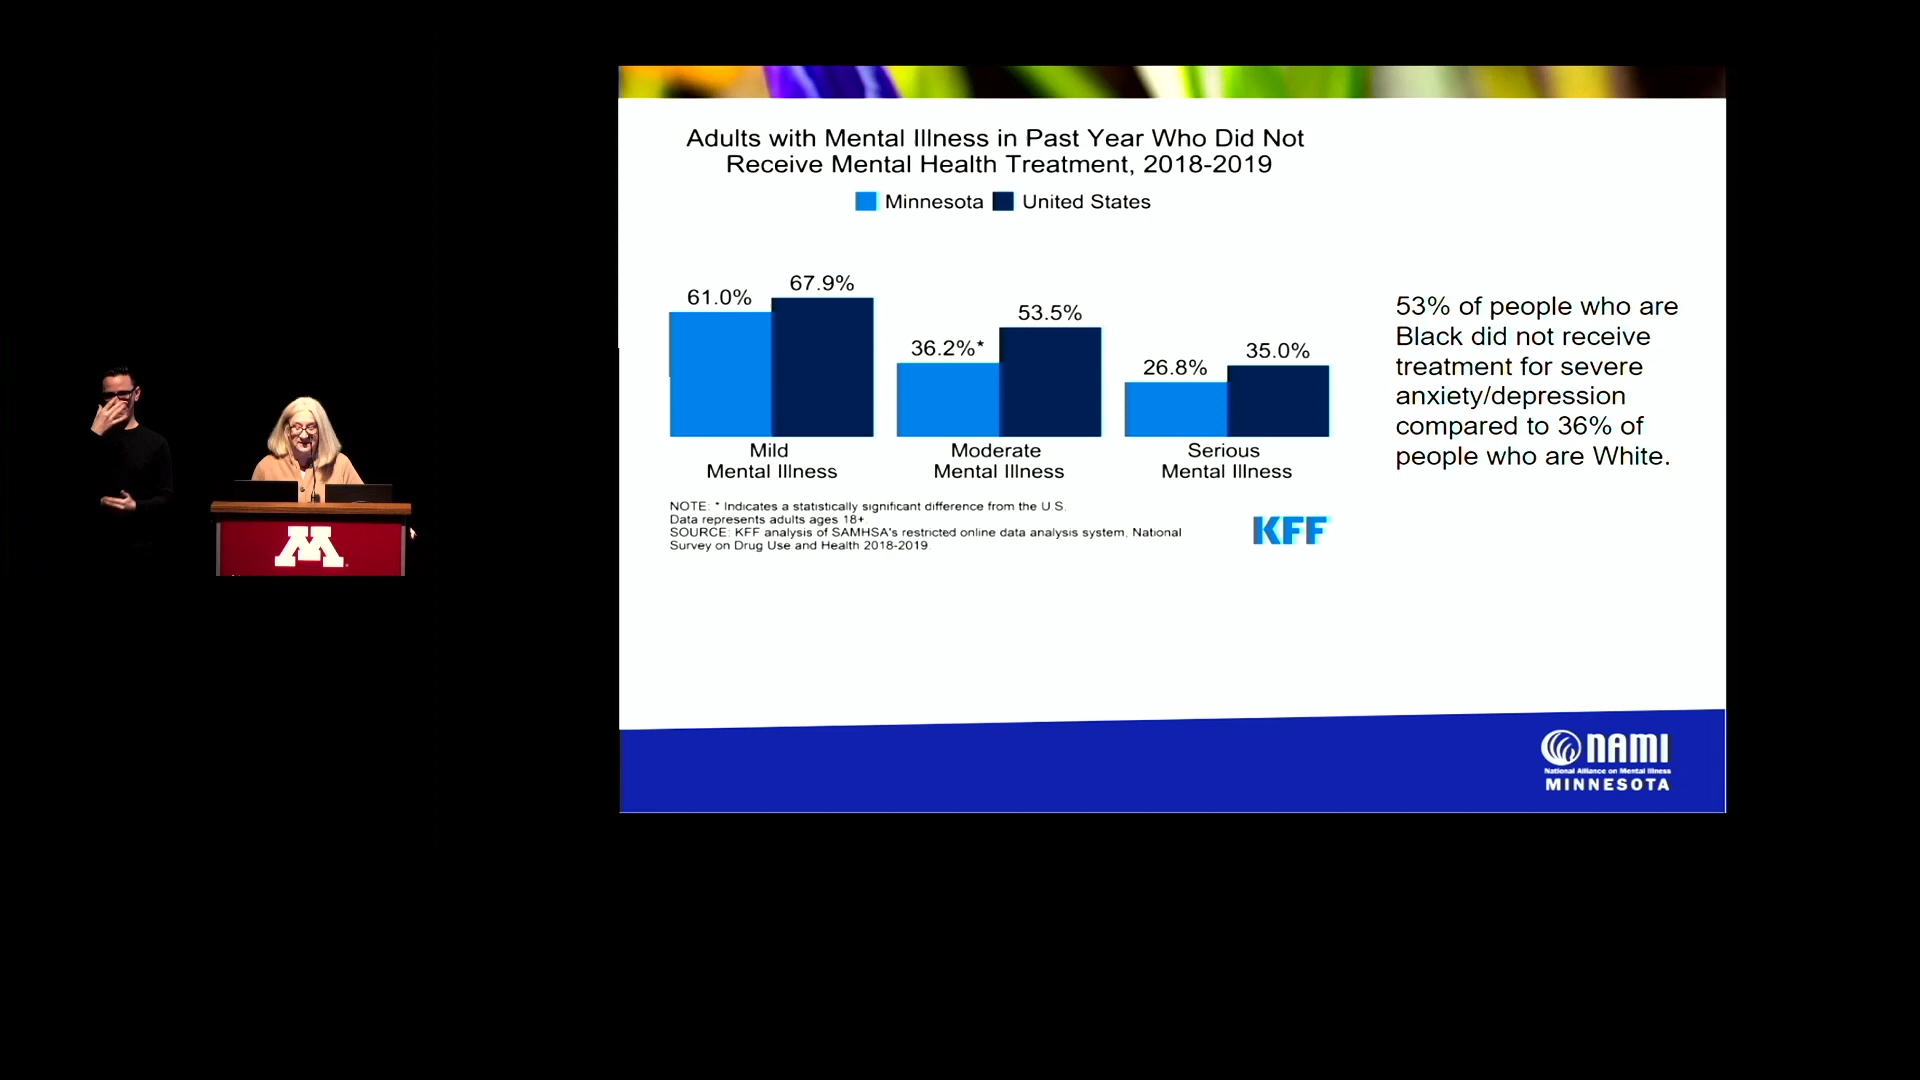 Adults with Mental Illness in Past Year Who Did Not
Receive Mental Health Treatment, 2018-2019
Minnesota United States
61.0% 67.9%
36.2%* 53.5%
26.8% 35.0%
Mild
Mental Illness
Moderate
Mental Illness
Serious
Mental Illness
NOTE: * Indicates a statistically significant difference from the U.S.
Data represents adults ages 18+
SOURCE: KFF analysis of SAMHSA's restricted online data analysis system, National
Survey on Drug Use and Health 2018-2019.
KFF
53% of people who are
Black did not receive
treatment for severe
anxiety/depression
compared to 36% of
people who are White.
M
NAMI
National Alliance on Mental Illness
MINNESOTA